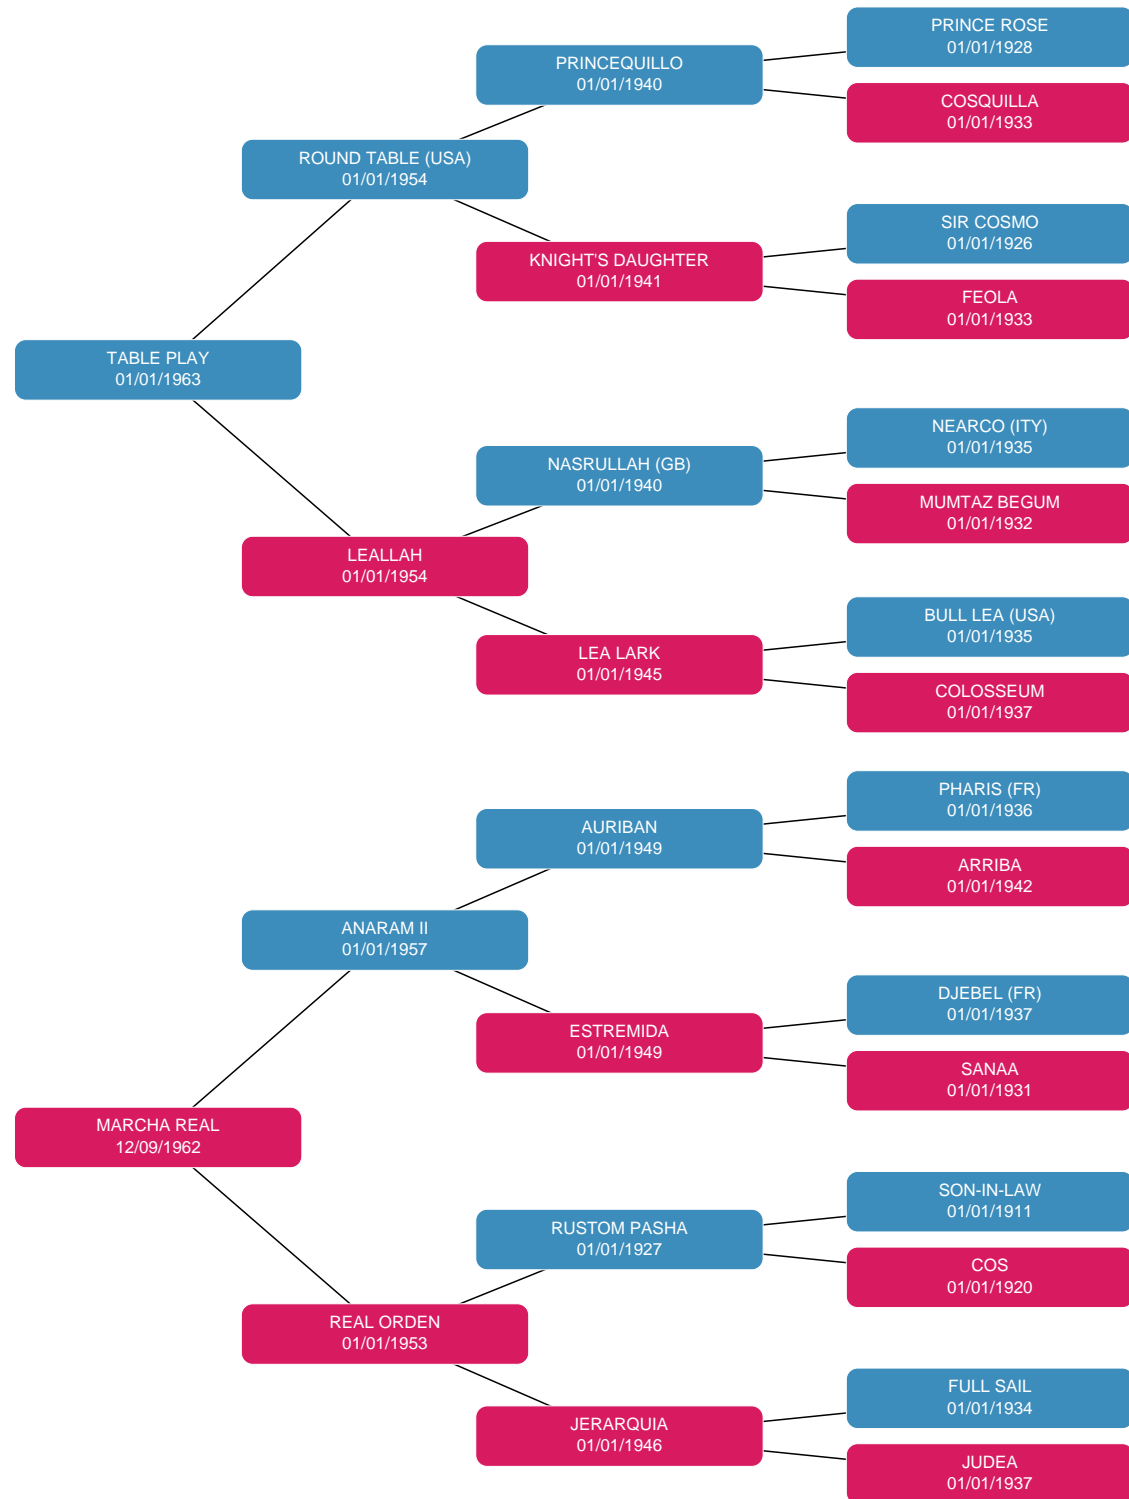 PRINCE ROSE
01/01/1928
PRINCEQUILLO
01/01/1940
COSQUILLA
01/01/1933
ROUND TABLE (USA)
01/01/1954
SIR COSMO
01/01/1926
KNIGHT'S DAUGHTER
01/01/1941
FEOLA
01/01/1933
TABLE PLAY
01/01/1963
NEARCO (ITY)
01/01/1935
NASRULLAH (GB)
01/01/1940
MUMTAZ BEGUM
01/01/1932
LEALLAH
01/01/1954
BULL LEA (USA)
01/01/1935
LEA LARK
01/01/1945
COLOSSEUM
01/01/1937
PHARIS (FR)
01/01/1936
AURIBAN
01/01/1949
ARRIBA
01/01/1942
ANARAM II
01/01/1957
DJEBEL (FR)
01/01/1937
ESTREMIDA
01/01/1949
SANAA
01/01/1931
MARCHA REAL
12/09/1962
SON-IN-LAW
01/01/1911
RUSTOM PASHA
01/01/1927
COS
01/01/1920
REAL ORDEN
01/01/1953
FULL SAIL
01/01/1934
JERARQUIA
01/01/1946
JUDEA
01/01/1937